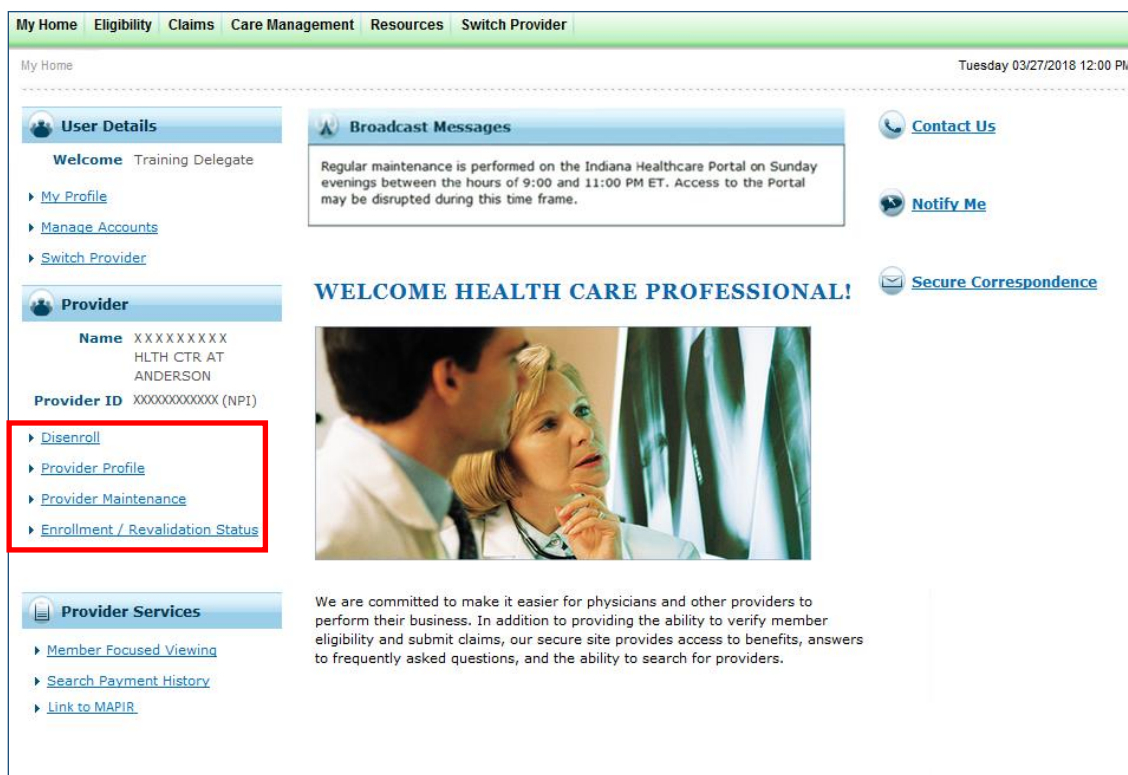 My Home Eligibility Claims Care Management Resources Switch Provider
My Home
Tuesday 03/27/2018 12:00 PM
User Details
Welcome Training Delegate
My Profile
Manage Accounts
Switch Provider
Provider
Name XXXXXXXXX
HLTH CTR AT
ANDERSON
Provider ID XXXXXXXXXXXX (NPI)
Disenroll
Provider Profile
Provider Maintenance
Enrollment / Revalidation Status
Provider Services
Member Focused Viewing
Search Payment History
Link to MAPIR
Broadcast Messages
Regular maintenance is performed on the Indiana Healthcare Portal on Sunday
evenings between the hours of 9:00 and 11:00 PM ET. Access to the Portal
may be disrupted during this time frame.
WELCOME HEALTH CARE PROFESSIONAL!
We are committed to make it easier for physicians and other providers to
perform their business. In addition to providing the ability to verify member
eligibility and submit claims, our secure site provides access to benefits, answers
to frequently asked questions, and the ability to search for providers.
Contact Us
Notify Me
Secure Correspondence